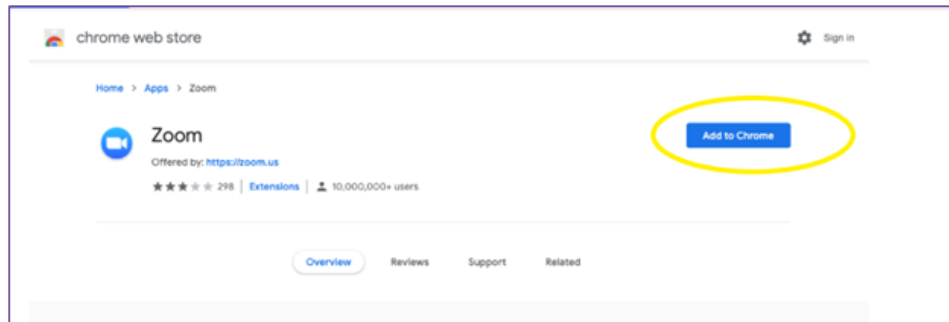 chrome web store
Sign in
Home > Apps > Zoom
Zoom
Add to Chrome
Offered by: https://zoom.us
298 | Extensions | 10,000,000+ users
Overview Reviews Support Related